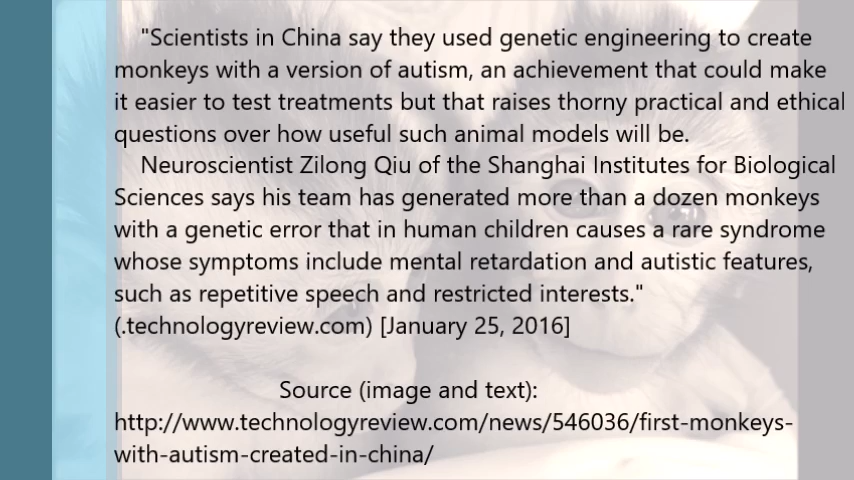 "Scientists in China say they used genetic engineering to create
monkeys with a version of autism, an achievement that could make
it easier to test treatments but that raises thorny practical and ethical
questions over how useful such animal models will be.
Neuroscientist Zilong Qiu of the Shanghai Institutes for Biological
Sciences says his team has generated more than a dozen monkeys
with a genetic error that in human children causes a rare syndrome
whose symptoms include mental retardation and autistic features,
such as repetitive speech and restricted interests."
(.technologyreview.com) [January 25, 2016]
Source (image and text):
http://www.technologyreview.com/news/546036/first-monkeys-
with-autism-created-in-china/